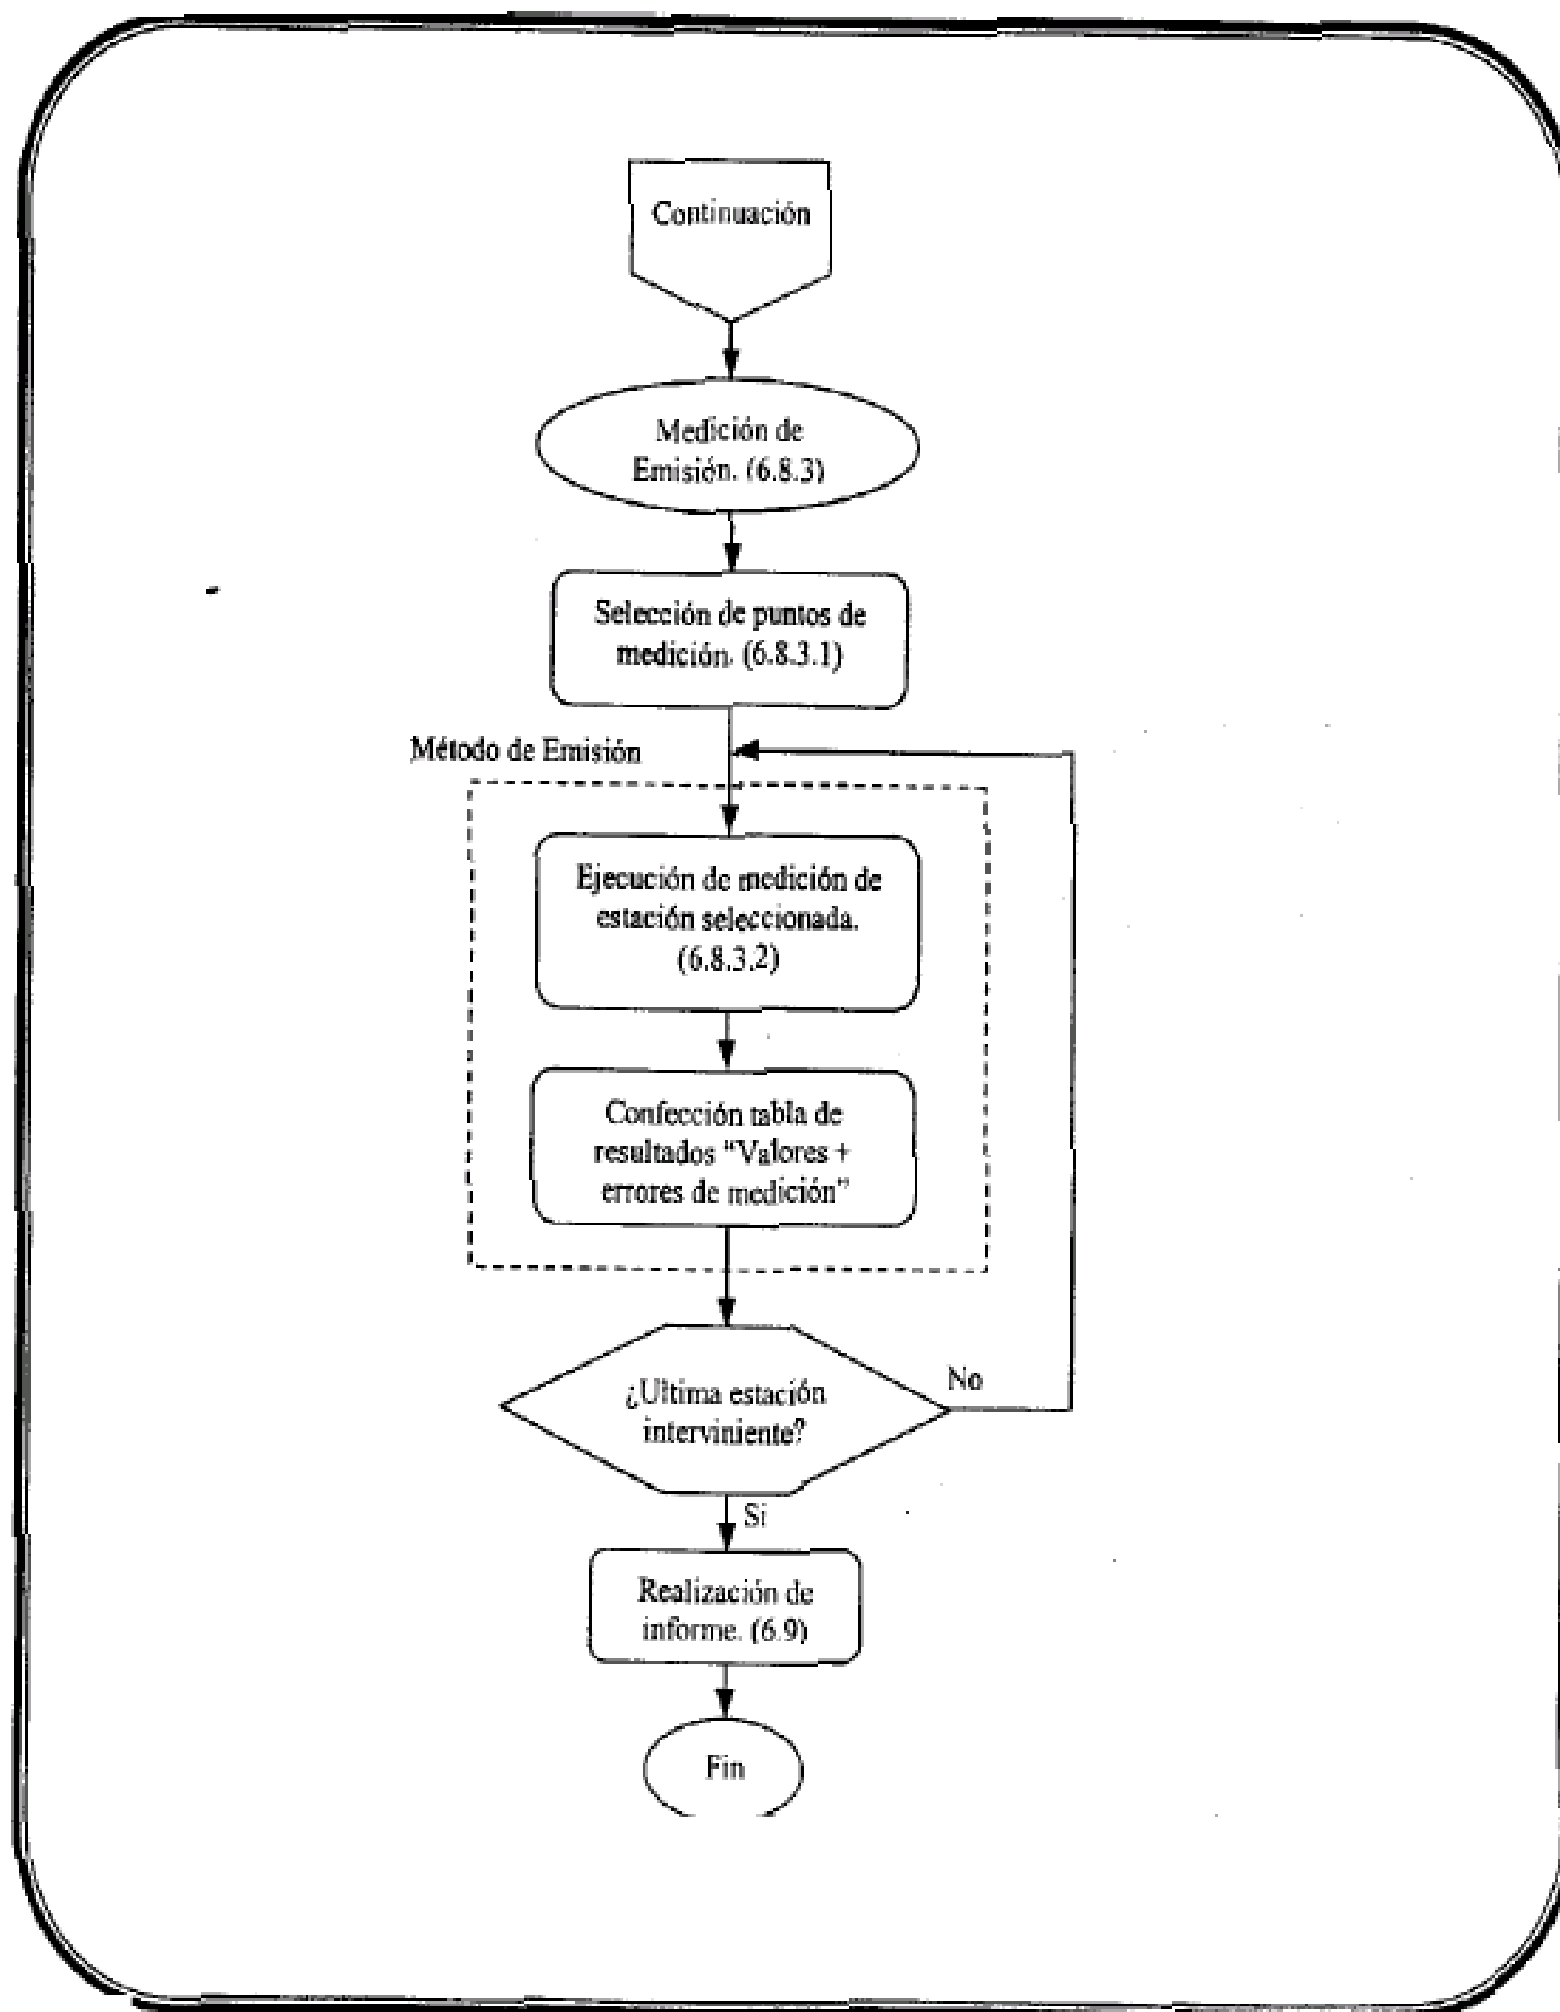 Continuación
Medición de
Emisión. (6.8.3)
Selección de puntos de
medición. (6.8.3.1)
Método de Emisión
Ejecución de medición de
estación seleccionada.
(6.8.3.2)
Confección tabla de
resultados “Valores +
errores de medición”
¿Ultima estación
interviniente?
No
Si
Realización de
informe. (6.9)
Fin